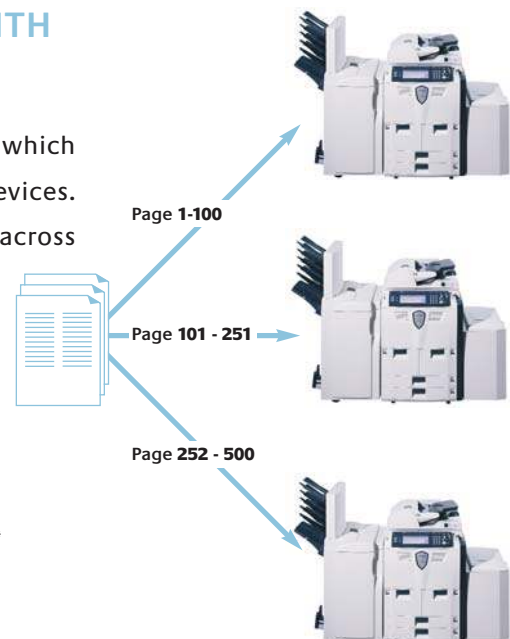 ITH
which
evices.
across
Page 1-100
Page 101 - 251
Page 252 - 500